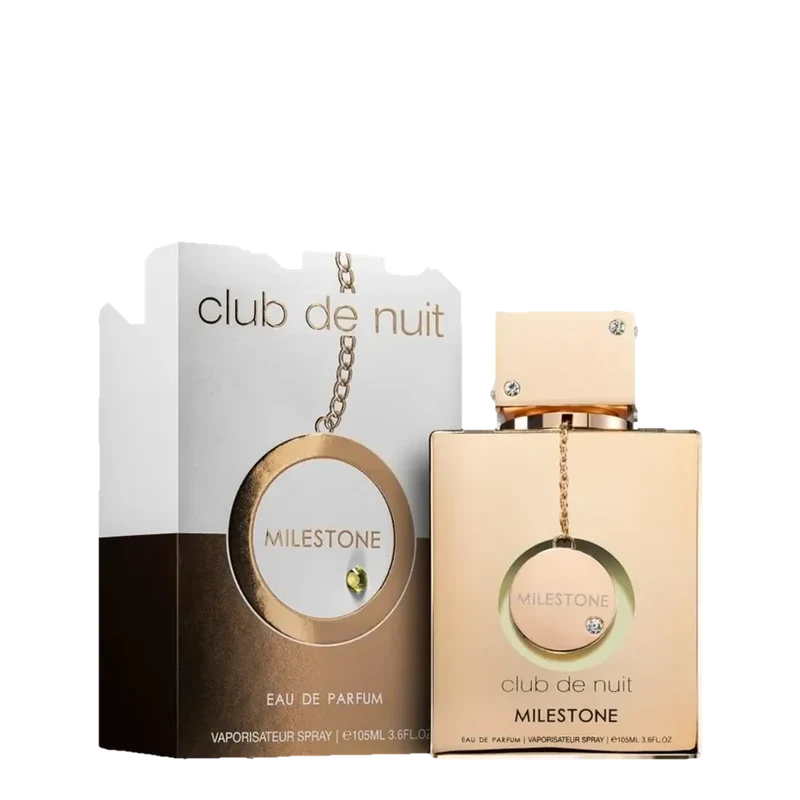 club de nuit
MILESTONE
EAU DE PARFUM
VAPORISATEUR SPRAY | ℮105ML 3.6FL.OZ
MILESTONE
club de nuit
MILESTONE
EAU DE PARFUM | VAPORISATEUR SPRAY | ℮105ML 3.6FL.OZ